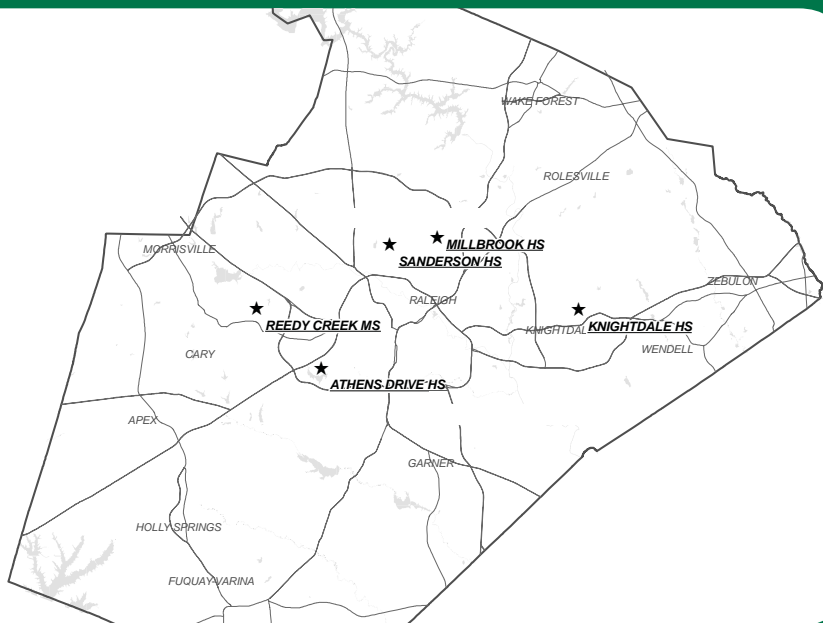 WAKE FOREST
ROLESVILLE
MILLBROOK HS
MORRISVILLE
SANDERSON HS
ZEBULON
RALEIGH
REEDY CREEK MS
KNIGHTDAL
KNIGHTDALE HS
WENDELL
CARY
ATHENS DRIVE HS
APEX
GARNER
HOLLY SPRINGS
FUQUAY-VARINA